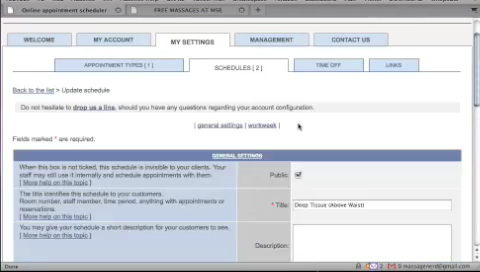 Online appointment scheduler
FREE MASSAGES AT MSE
WELCOME
MY ACCOUNT
MY SETTINGS
MANAGEMENT
CONTACT US
APPOINTMENT TYPES [ 1 ]
SCHEDULES [ 2 ]
TIME OFF
LINKS
Back to the list > Update schedule
Do not hesitate to drop us a line, should you have any questions regarding your account configuration.
| general settings | workweek |
Fields marked * are required.
GENERAL SETTINGS
When this box is not ticked, this schedule is invisible to your clients. Your
staff may still use it internally and schedule appointments with them.
[ More help on this topic ]
Public:
The title identifies this schedule to your customers.
Room number, staff member, time period, anything with appointments or
reservations.
[ More help on this topic ]
* Title:
Deep Tissue (Above Waist)
You may give your schedule a short description for your customers to see.
[ More help on this topic ]
Description:
Done
2
0